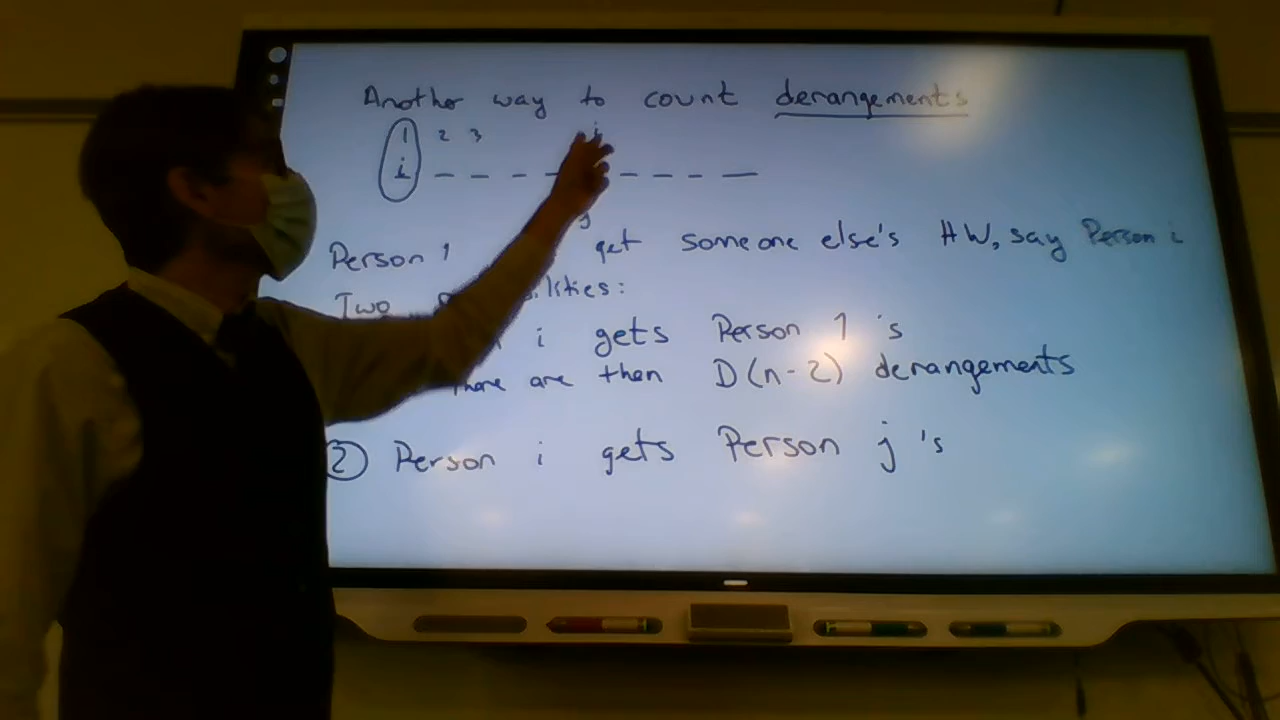 Another way to count derangements
1 2 3 i
i _ _ _ _ _ _ _ _
Person 1 get someone else's HW, say Person i
Two ilities:
i gets Person 1's
There are then D(n-2) derangements
② Person i gets Person j's